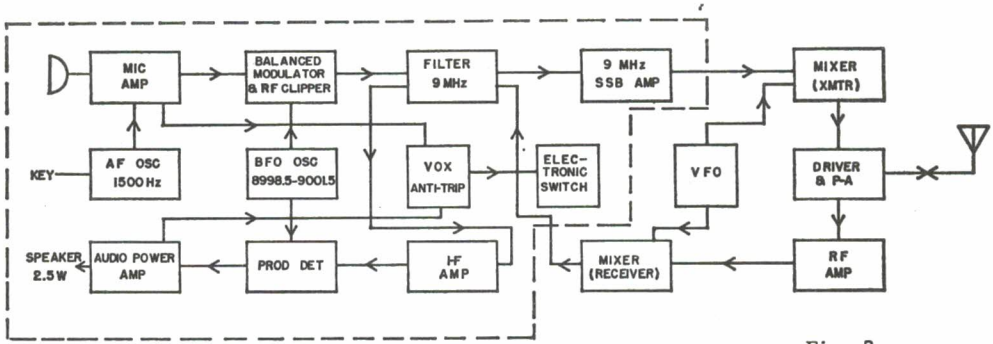 MIC
AMP
BALANCED
MODULATOR
& RF CLIPPER
FILTER
9 MHz
9 MHz
SSB AMP
MIXER
(XMTR)
KEY
AF OSC
1500 Hz
BFO OSC
8998.5-9001.5
VOX
ANTI-TRIP
ELEC-
TRONIC
SWITCH
VFO
DRIVER
& P-A
SPEAKER
2.5 W
AUDIO POWER
AMP
PROD DET
I-F
AMP
MIXER
(RECEIVER)
RF
AMP